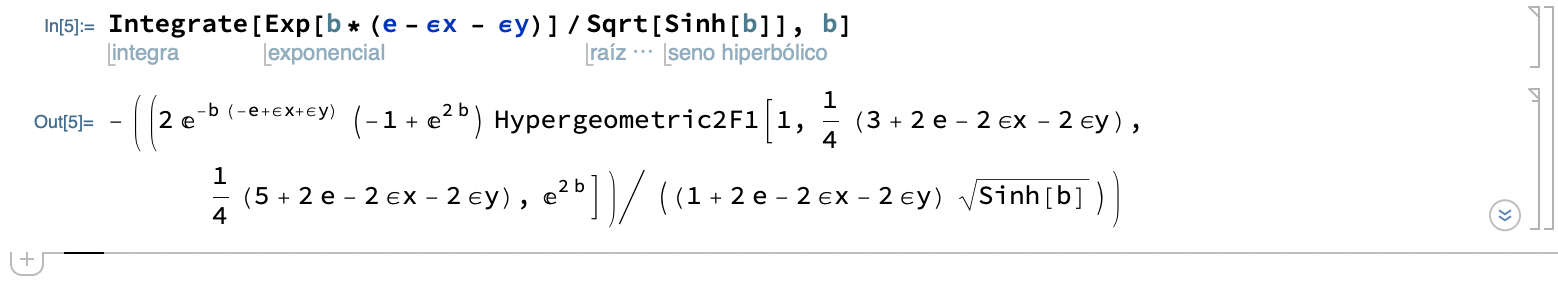 In[5]:= Integrate[Exp[b * (e - ϵx - ϵy)] / Sqrt[Sinh[b]], b]
integra exponencial raíz ⋯ seno hiperbólico
Out[5]= - ((2 ⅇ^(-b (-e+ϵx+ϵy)) (-1 + ⅇ^(2 b)) Hypergeometric2F1[1, 1/4 (3 + 2 e - 2 ϵx - 2 ϵy),
1/4 (5 + 2 e - 2 ϵx - 2 ϵy), ⅇ^(2 b)]) / ((1 + 2 e - 2 ϵx - 2 ϵy) √Sinh[b]))